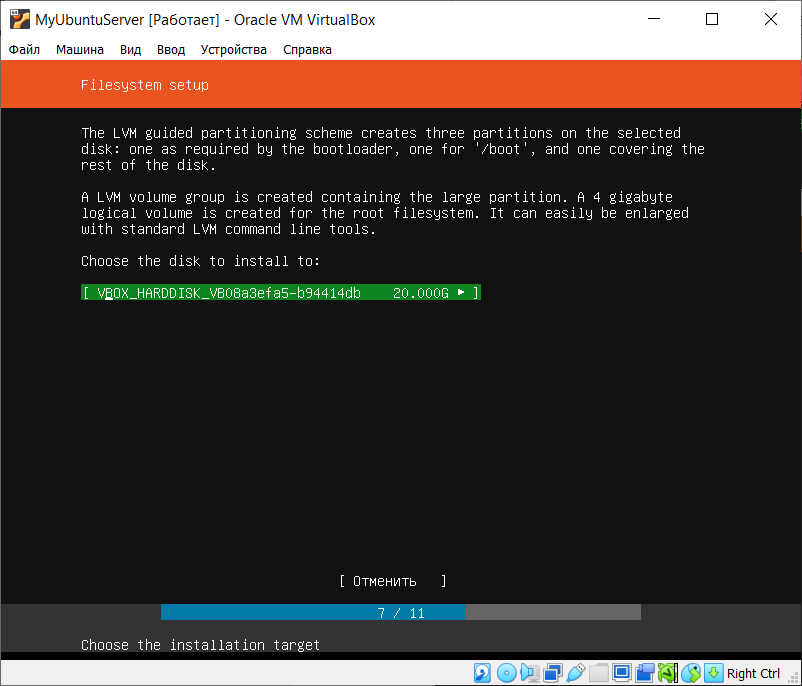 MyUbuntuServer [Работает] - Oracle VM VirtualBox
Файл Машина Вид Ввод Устройства Справка
Filesystem setup
The LVM guided partitioning scheme creates three partitions on the selected
disk: one as required by the bootloader, one for '/boot', and one covering the
rest of the disk.
A LVM volume group is created containing the large partition. A 4 gigabyte
logical volume is created for the root filesystem. It can easily be enlarged
with standard LVM command line tools.
Choose the disk to install to:
[ VBOX_HARDDISK_VB08a3efa5-b94414db 20.000G ► ]
[ Отменить ]
7 / 11
Choose the installation target
Right Ctrl